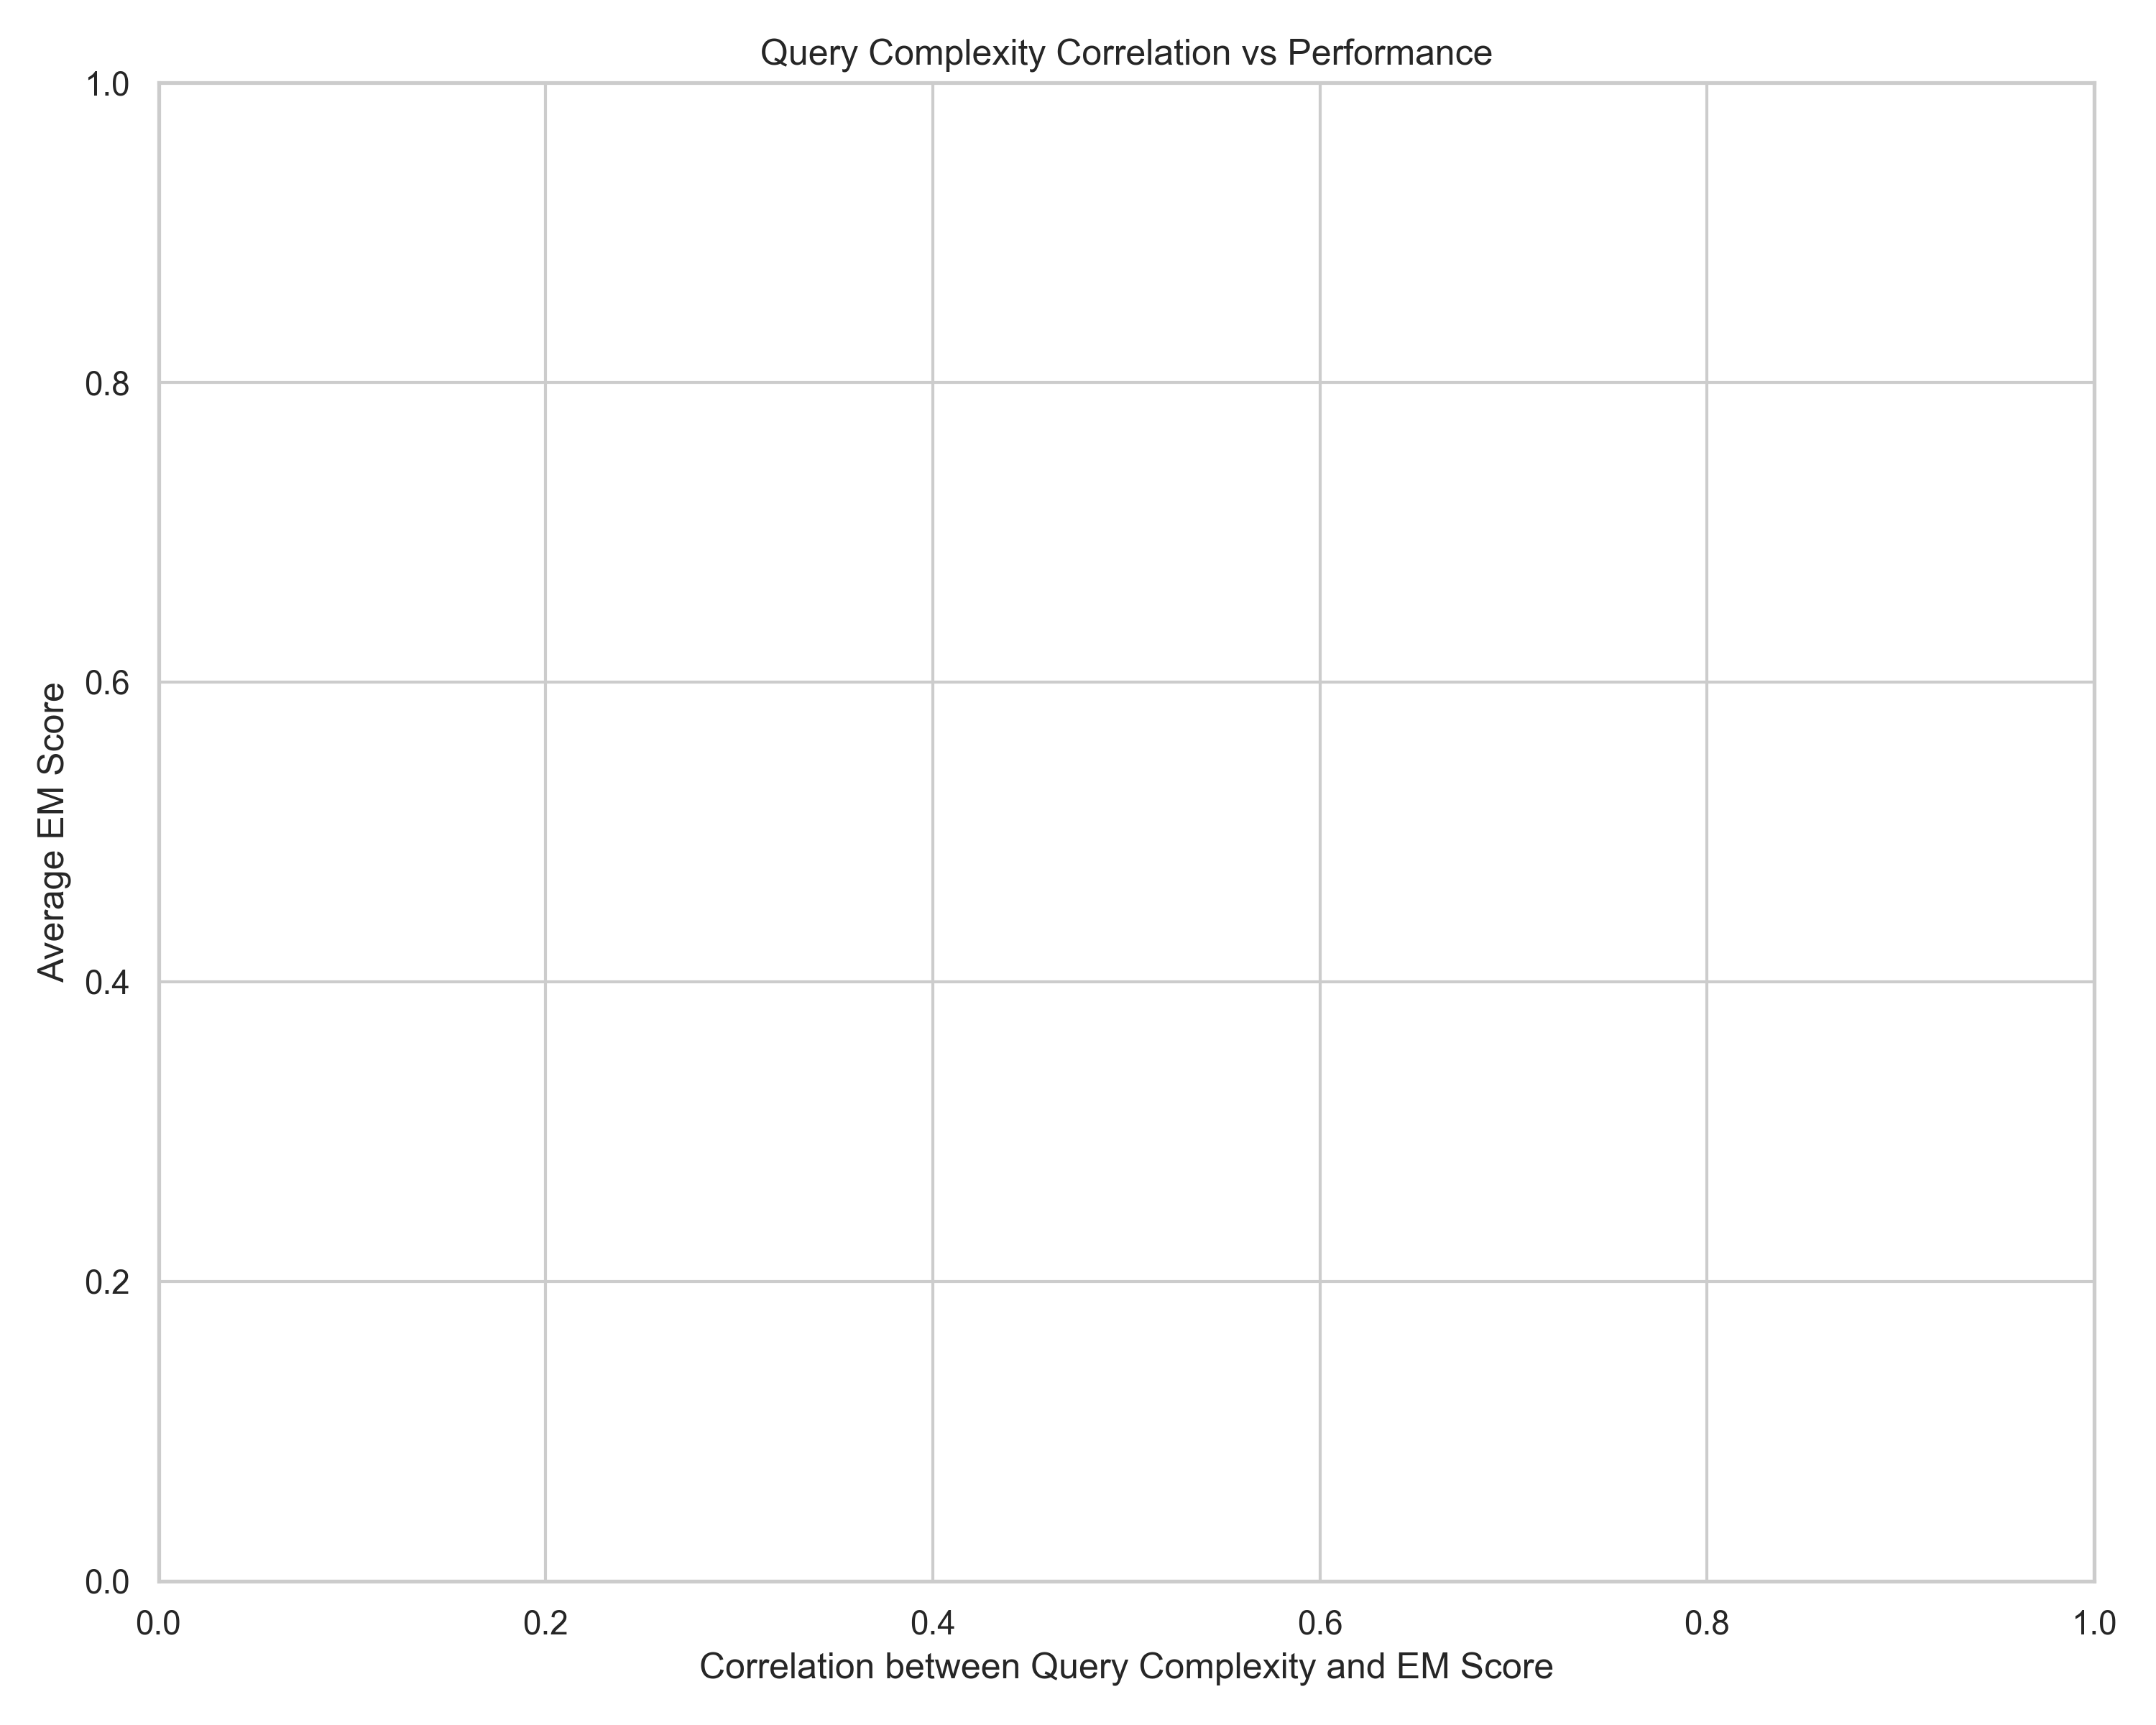 Query Complexity Correlation vs Performance
1.0
0.8
0.6
0.4
0.2
0.0
Average EM Score
0.0 0.2 0.4 0.6 0.8 1.0
Correlation between Query Complexity and EM Score